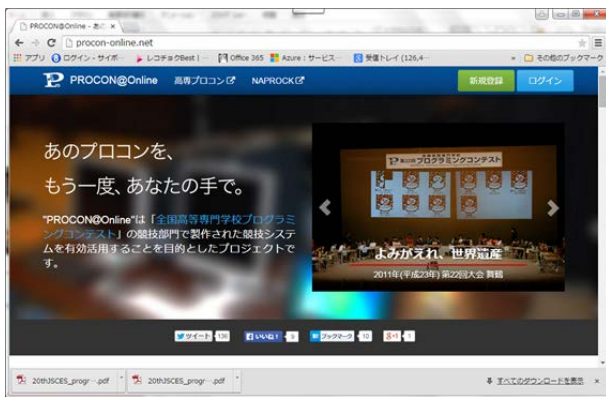 PROCON@Online - あ
procon-online.net
アプリ
ログイン - サイボ…
レコチョクBest | …
Office 365
Azure : サービス…
受信トレイ (126,4…
»
その他のブックマーク
PROCON@Online
高専プロコン
NAPROCK
新規登録
ログイン
あのプロコンを、
もう一度、あなたの手で。
"PROCON@Online"は「全国高等専門学校プログラミ
ングコンテスト」の競技部門で製作された競技システ
ムを有効活用することを目的としたプロジェクトで
す。
プログラミングコンテスト
よみがえれ、世界遺産
2011年(平成23年) 第22回大会 舞鶴
ツイート
136
いいね!
9
ブックマーク
10
g+1
1
20thJSCES_progr….pdf
20thJSCES_progr….pdf
すべてのダウンロードを表示